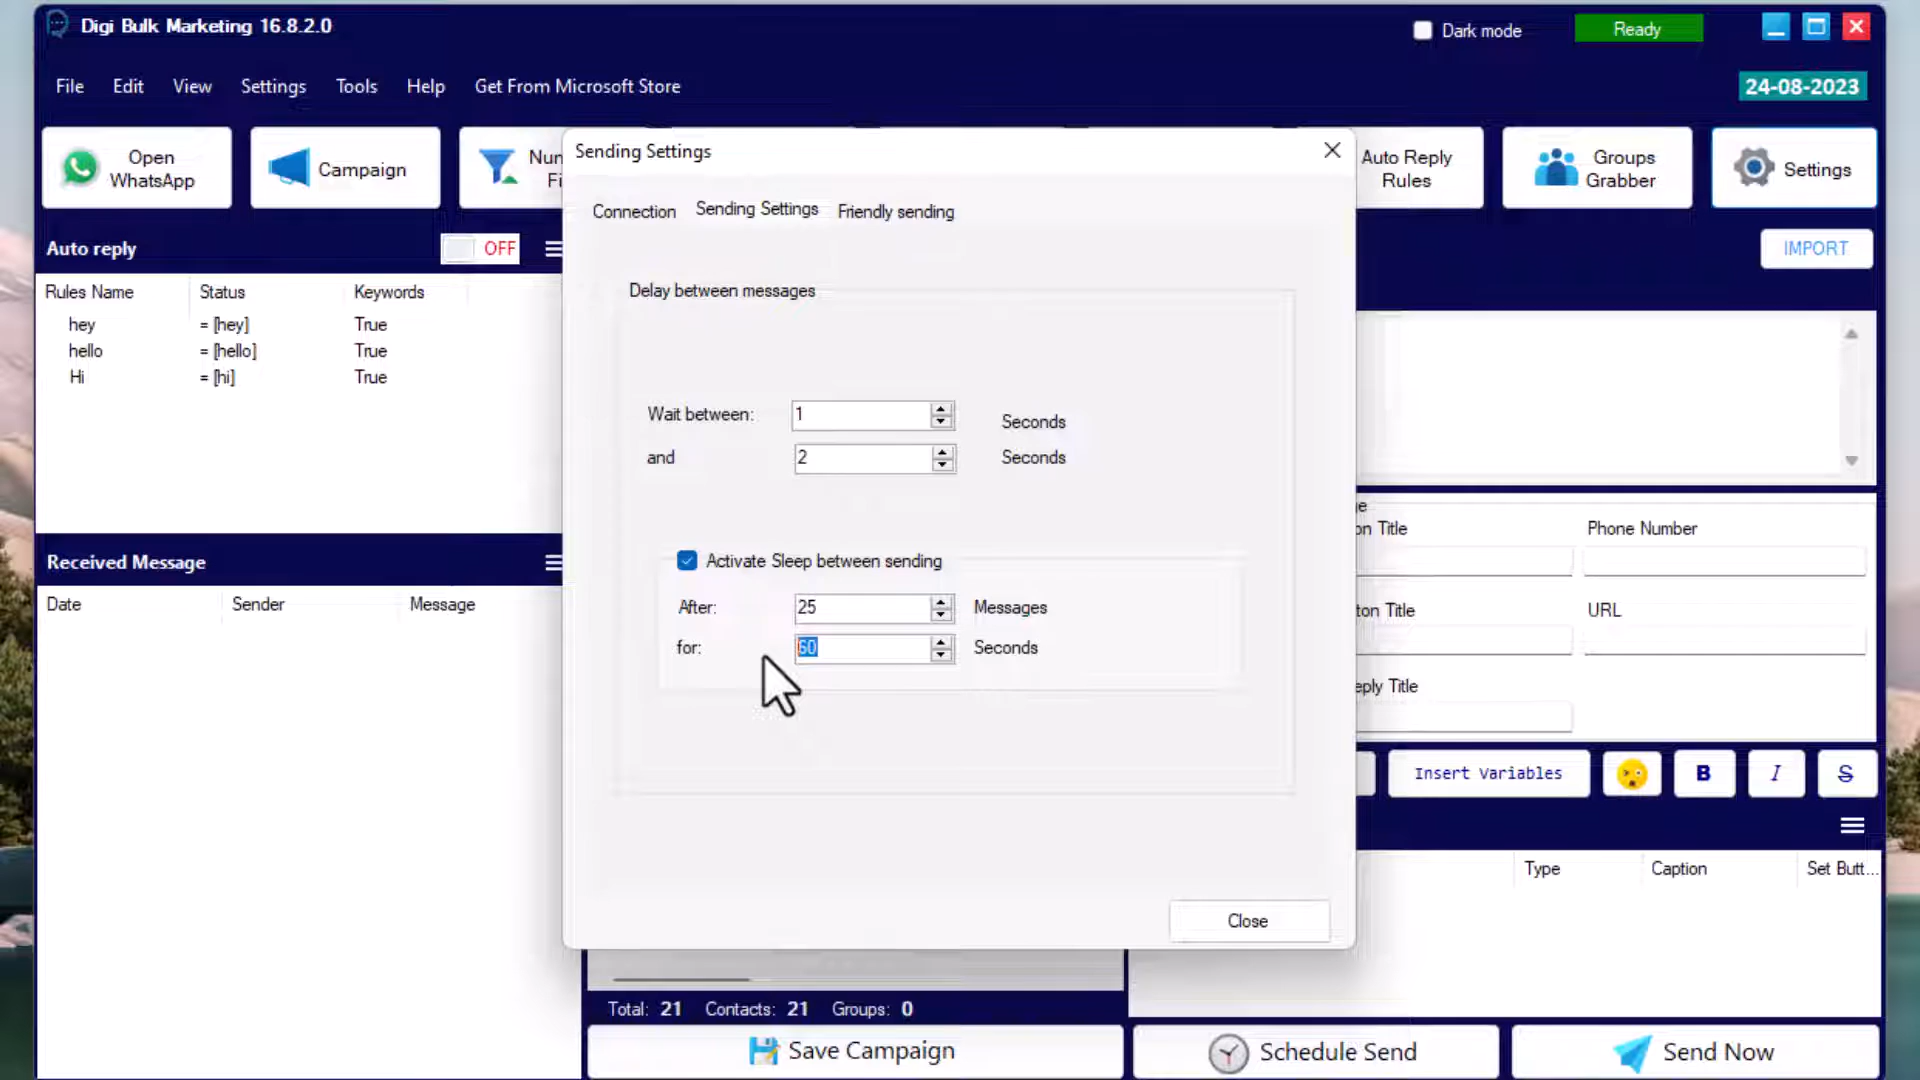 Digi Bulk Marketing 16.8.2.0
Dark mode
Ready
File Edit View Settings Tools Help Get From Microsoft Store
24-08-2023
Open
WhatsApp
Campaign
Auto Reply
Rules
Groups
Grabber
Settings
Auto reply
OFF
IMPORT
Rules Name Status Keywords
hey = [hey] True
hello = [hello] True
Hi = [hi] True
Received Message
Date Sender Message
Sending Settings
Connection Sending Settings Friendly sending
Delay between messages
Wait between: 1 Seconds
and 2 Seconds
Activate Sleep between sending
After: 25 Messages
for: 60 Seconds
Close
Title Phone Number
Title URL
Title
Insert Variables
B I S
Type Caption Set Butt...
Total: 21 Contacts: 21 Groups: 0
Save Campaign
Schedule Send
Send Now